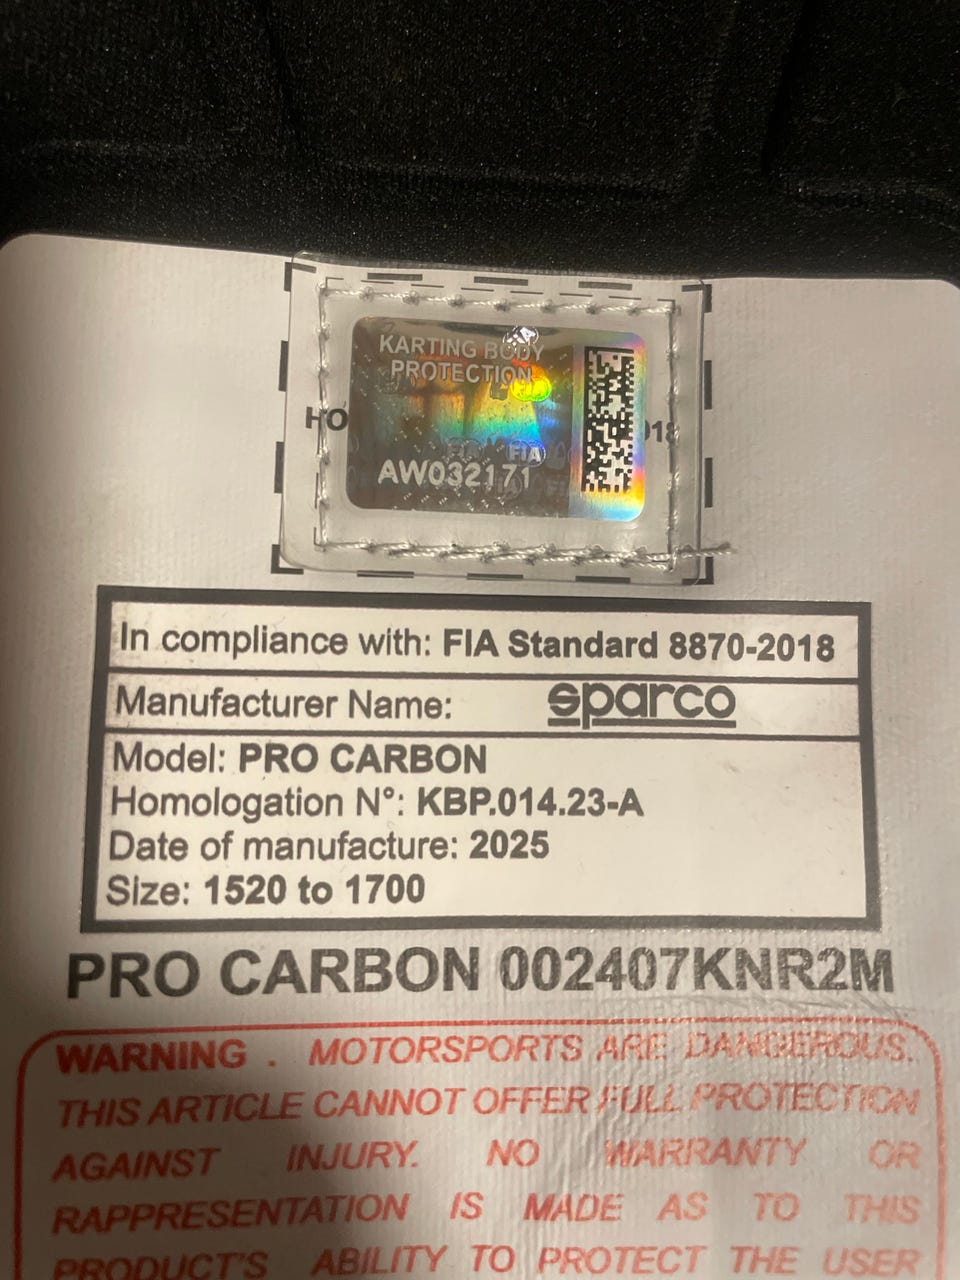 KARTING BODY
PROTECTION
HO
018
FIA
AW032171
In compliance with: FIA Standard 8870-2018
Manufacturer Name: sparco
Model: PRO CARBON
Homologation N°: KBP.014.23-A
Date of manufacture: 2025
Size: 1520 to 1700
PRO CARBON 002407KNR2M
WARNING . MOTORSPORTS ARE DANGEROUS.
THIS ARTICLE CANNOT OFFER FULL PROTECTION
AGAINST INJURY. NO WARRANTY OR
RAPPRESENTATION IS MADE AS TO THIS
PRODUCT'S ABILITY TO PROTECT THE USER